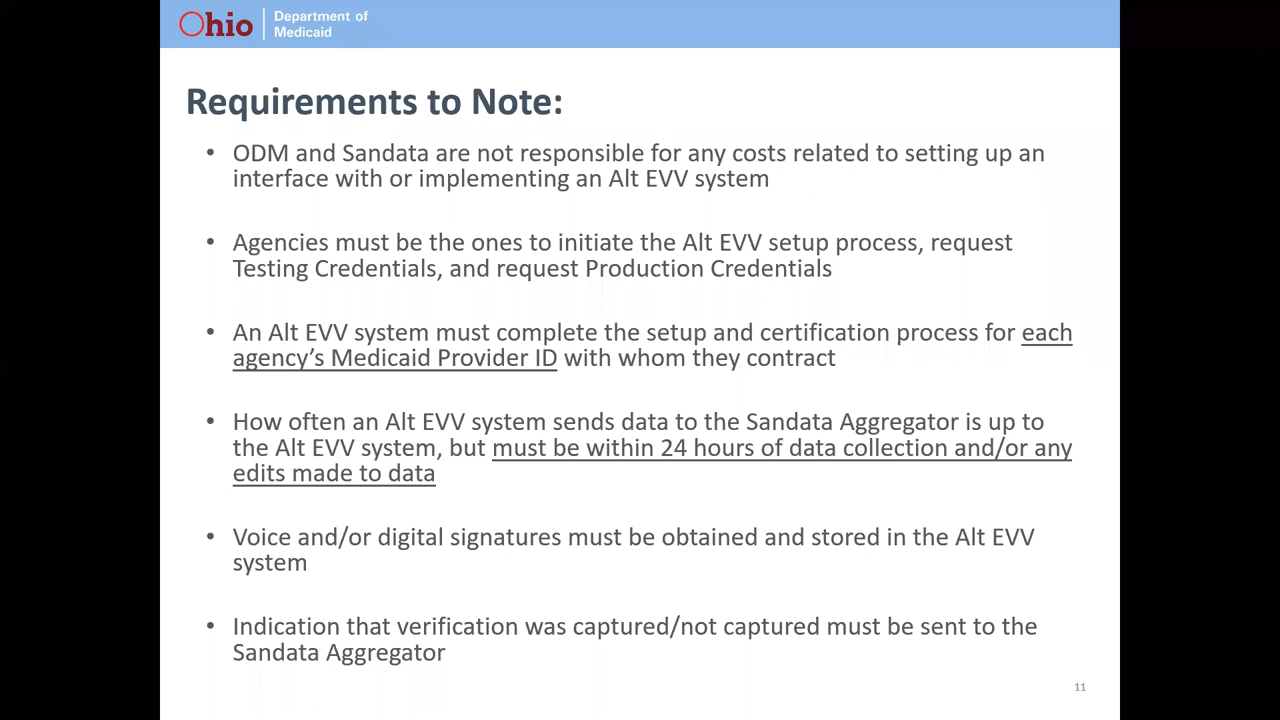 Ohio
Department of
Medicaid
Requirements to Note:
• ODM and Sandata are not responsible for any costs related to setting up an
interface with or implementing an Alt EVV system
• Agencies must be the ones to initiate the Alt EVV setup process, request
Testing Credentials, and request Production Credentials
• An Alt EVV system must complete the setup and certification process for each
agency’s Medicaid Provider ID with whom they contract
• How often an Alt EVV system sends data to the Sandata Aggregator is up to
the Alt EVV system, but must be within 24 hours of data collection and/or any
edits made to data
• Voice and/or digital signatures must be obtained and stored in the Alt EVV
system
• Indication that verification was captured/not captured must be sent to the
Sandata Aggregator
11